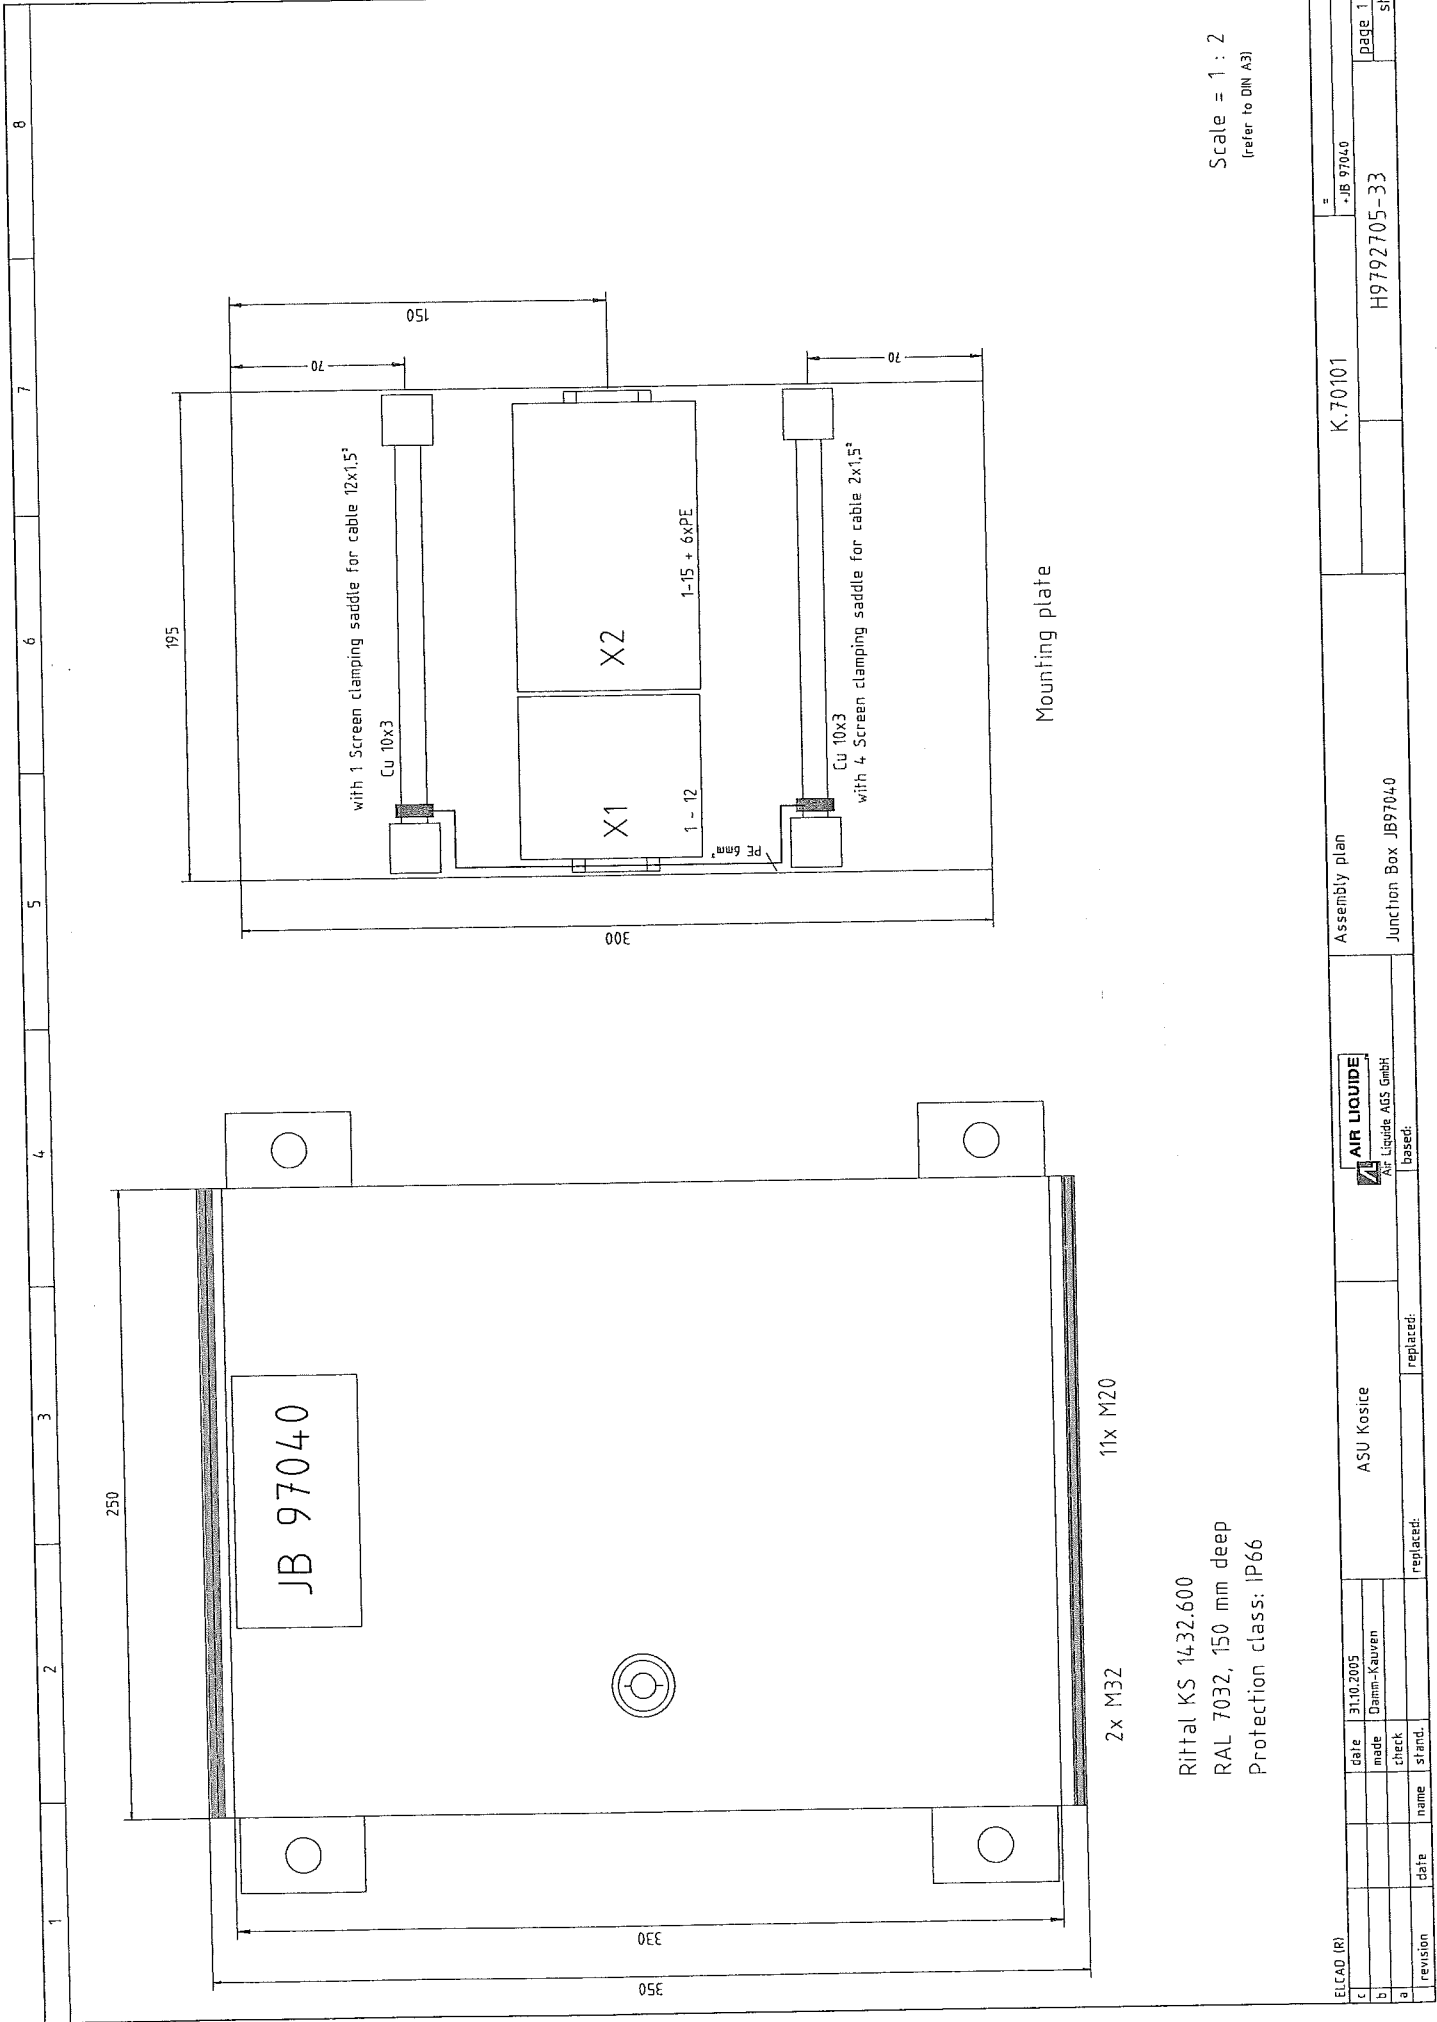 1
2
3
4
5
6
7
8
250
JB 97040
330
350
2x M32
11x M20
Rittal KS 1432.600
RAL 7032, 150 mm deep
Protection class: IP66
195
300
150
70
70
with 1 Screen clamping saddle for cable 12x1.5²
Cu 10x3
X1
1 - 12
X2
1-15 + 6xPE
PE 6mm²
Cu 10x3
with 4 Screen clamping saddle for cable 2x1,5²
Mounting plate
Scale = 1 : 2
(refer to DIN A3)
ELCAD (R)
c
b
a
revision
date
name
date
31.10.2005
made
Damm-Kauven
check
stand.
ASU Kosice
replaced:
replaced:
AIR LIQUIDE
Air Liquide AGS GmbH
based:
Assembly plan
Junction Box JB97040
K.70101
=
+JB 97040
H9792705-33
page 1